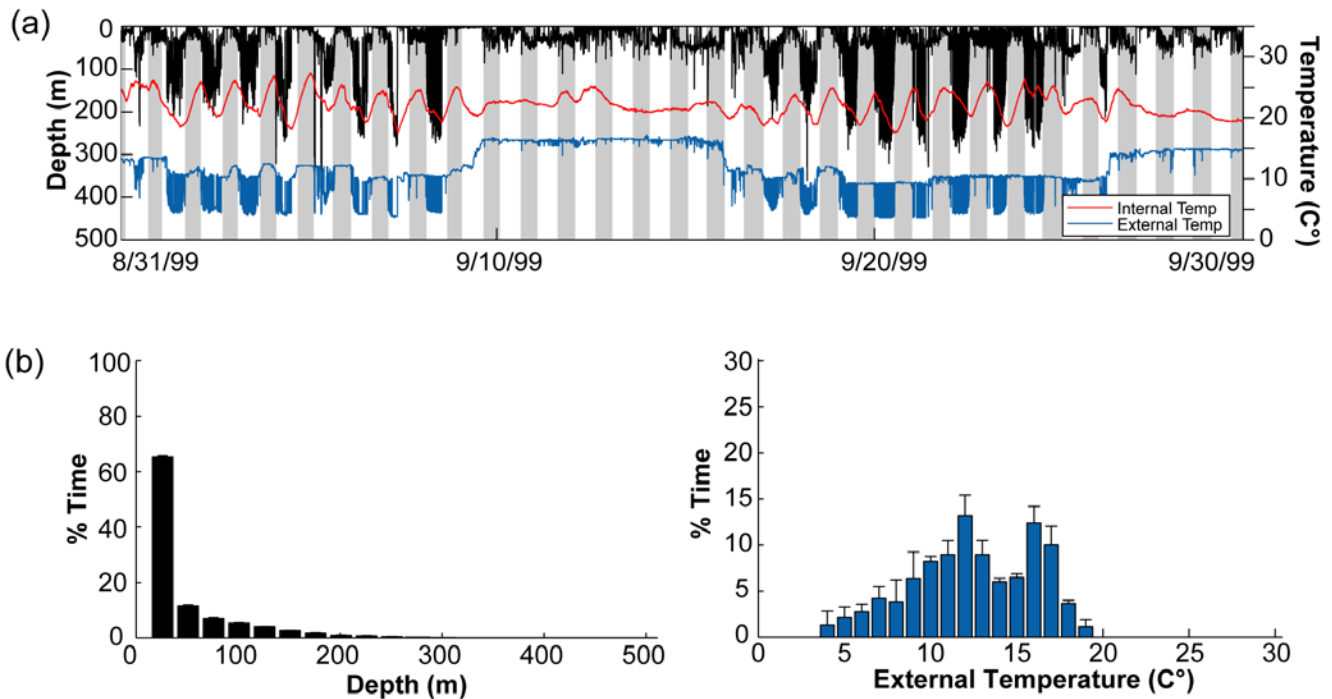 (a)
0
100
200
300
400
500
Depth (m)
30
20
10
0
Temperature (C°)
Internal Temp
External Temp
8/31/99 9/10/99 9/20/99 9/30/99
(b)
100
80
60
40
20
0
% Time
0 100 200 300 400 500
Depth (m)
30
25
20
15
10
5
0
% Time
0 5 10 15 20 25 30
External Temperature (C°)